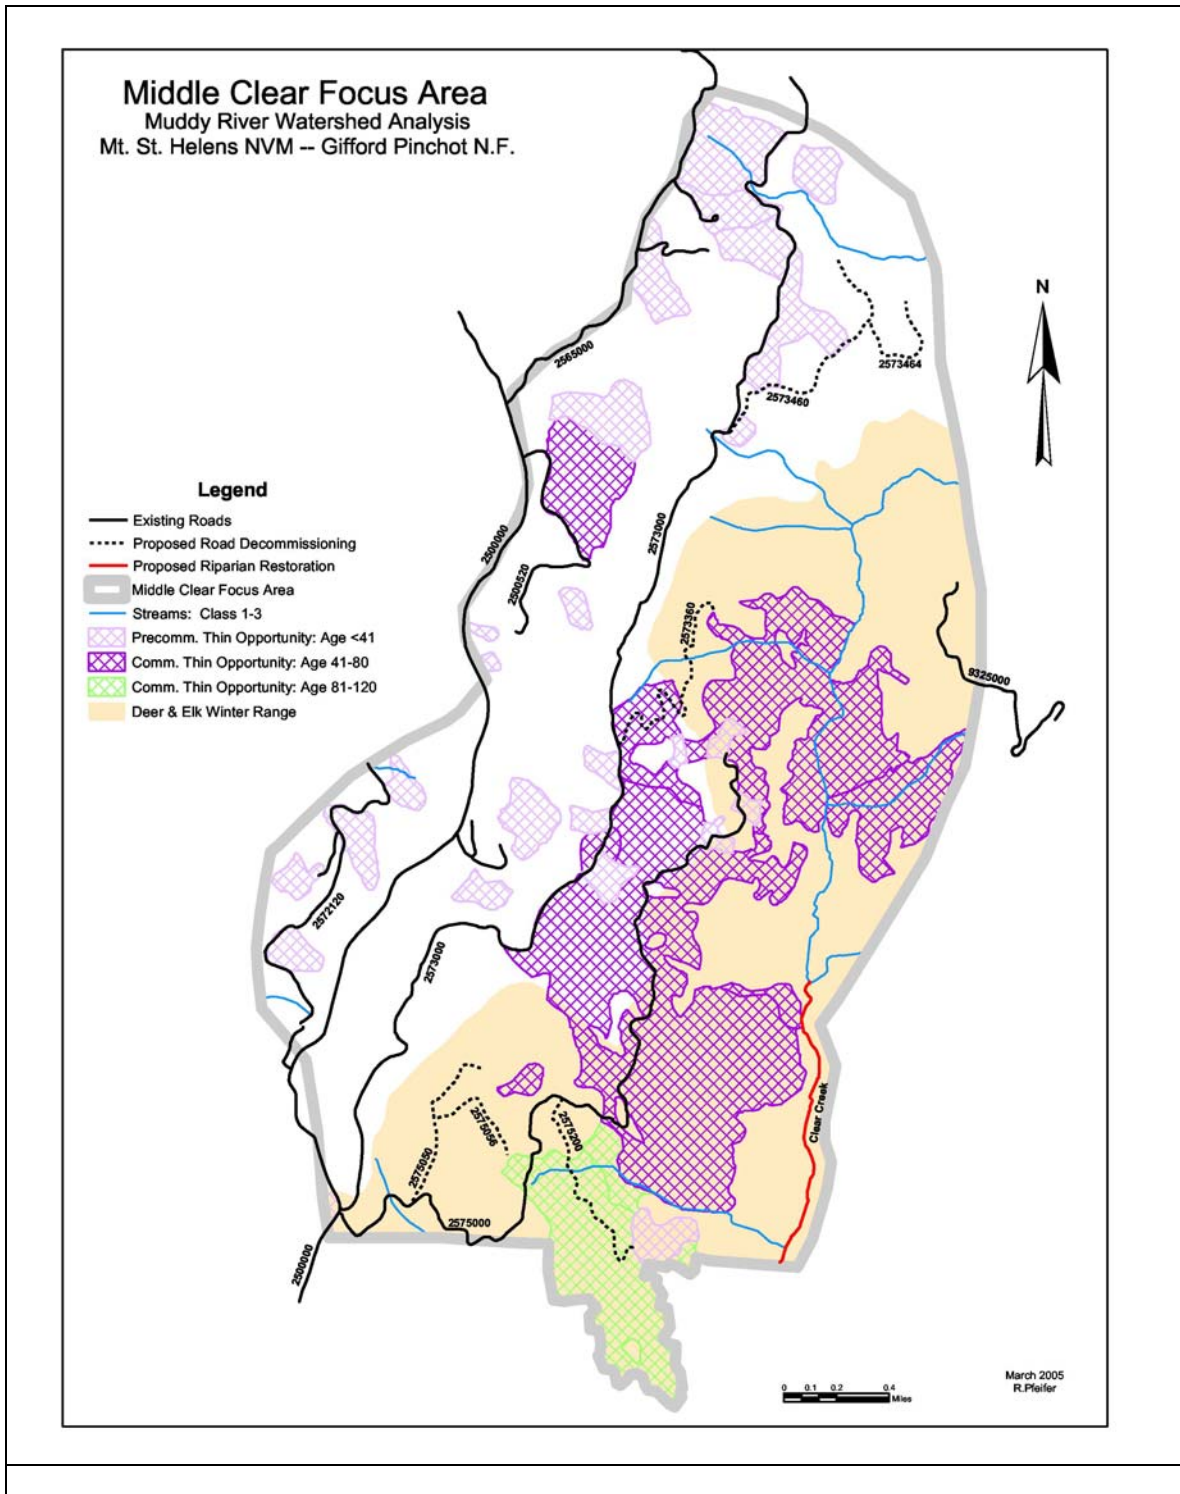 Middle Clear Focus Area
Muddy River Watershed Analysis
Mt. St. Helens NVM -- Gifford Pinchot N.F.
N
2565000
2573464
2573460
Legend
Existing Roads
Proposed Road Decommissioning
Proposed Riparian Restoration
Middle Clear Focus Area
Streams: Class 1-3
Precomm. Thin Opportunity: Age <41
Comm. Thin Opportunity: Age 41-80
Comm. Thin Opportunity: Age 81-120
Deer & Elk Winter Range
2500000
2573000
2500520
2573360
9325000
2572120
2573000
Clear Creek
2575056
2575200
2575050
2575000
2500000
0 0.1 0.2 0.4
Miles
March 2005
R.Pfeifer